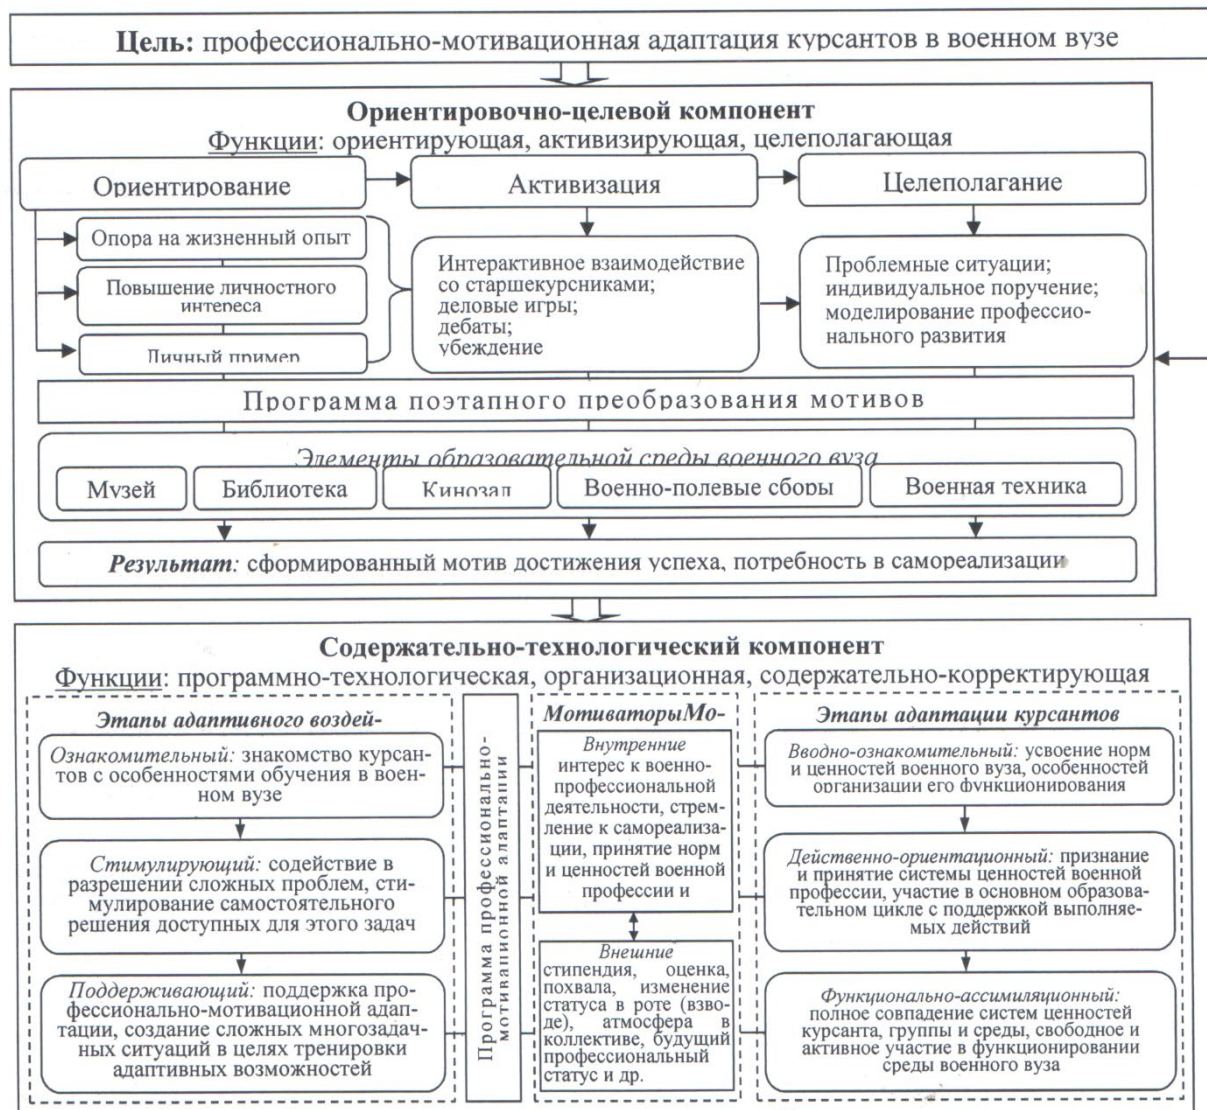 Цель: профессионально-мотивационная адаптация курсантов в военном вузе
Ориентировочно-целевой компонент
Функции: ориентирующая, активизирующая, целеполагающая
Ориентирование
Активизация
Целеполагание
Опора на жизненный опыт
Повышение личностного
интереса
Личный пример
Интерактивное взаимодействие
со старшекурсниками;
деловые игры;
дебаты;
убеждение
Проблемные ситуации;
индивидуальное поручение;
моделирование профессио-
нального развития
Программа поэтапного преобразования мотивов
Элементы образовательной среды военного вуза
Музей
Библиотека
Кинозал
Военно-полевые сборы
Военная техника
Результат: сформированный мотив достижения успеха, потребность в самореализации
Содержательно-технологический компонент
Функции: программно-технологическая, организационная, содержательно-корректирующая
Этапы адаптивного воздей-
Ознакомительный: знакомство курсан-
тов с особенностями обучения в воен-
ном вузе
Стимулирующий: содействие в
разрешении сложных проблем, сти-
мулирование самостоятельного
решения доступных для этого задач
Поддерживающий: поддержка про-
фессионально-мотивационной адап-
тации, создание сложных многозадач-
ных ситуаций в целях тренировки
адаптивных возможностей
Программа профессионально-
мотивационной адаптации
МотиваторыМо-
Внутренние
интерес к военно-
профессиональной
деятельности, стрем-
ление к самореализа-
ции, принятие норм
и ценностей военной
профессии и
Внешние
стипендия, оценка,
похвала, изменение
статуса в роте (взво-
де), атмосфера в
коллективе, будущий
профессиональный
статус и др.
Этапы адаптации курсантов
Вводно-ознакомительный: усвоение норм
и ценностей военного вуза, особенностей
организации его функционирования
Действенно-ориентационный: признание
и принятие системы ценностей военной
профессии, участие в основном образова-
тельном цикле с поддержкой выполняе-
мых действий
Функционально-ассимиляционный:
полное совпадение систем ценностей
курсанта, группы и среды, свободное и
активное участие в функционировании
среды военного вуза